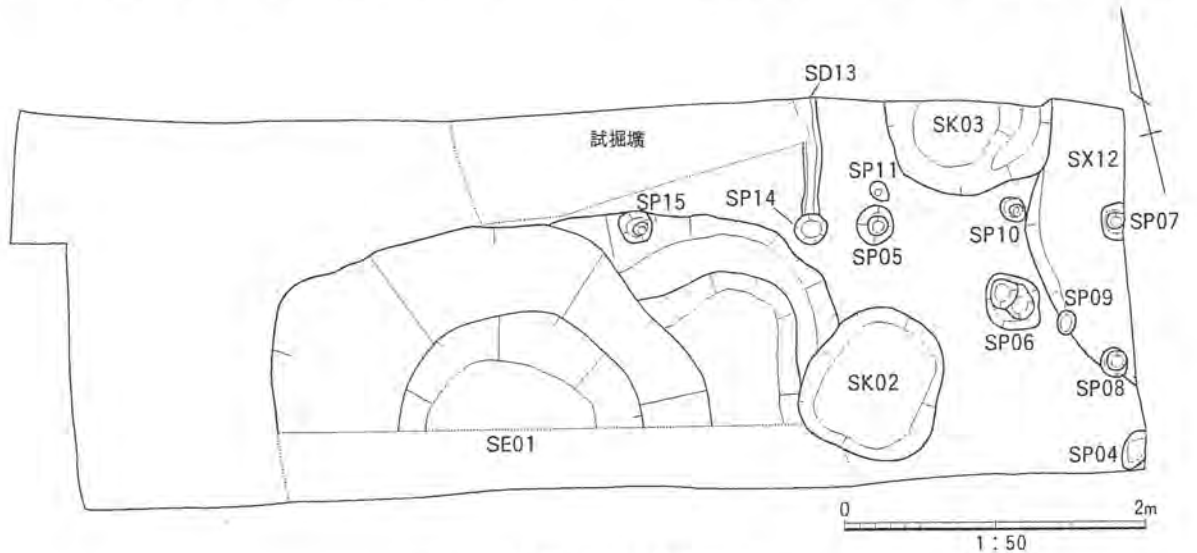 SD13
試掘壙
SK03
SX12
SP11
SP15
SP14
SP10
SP07
SP05
SP09
SP06
SK02
SP08
SE01
SP04
0
2m
1：50